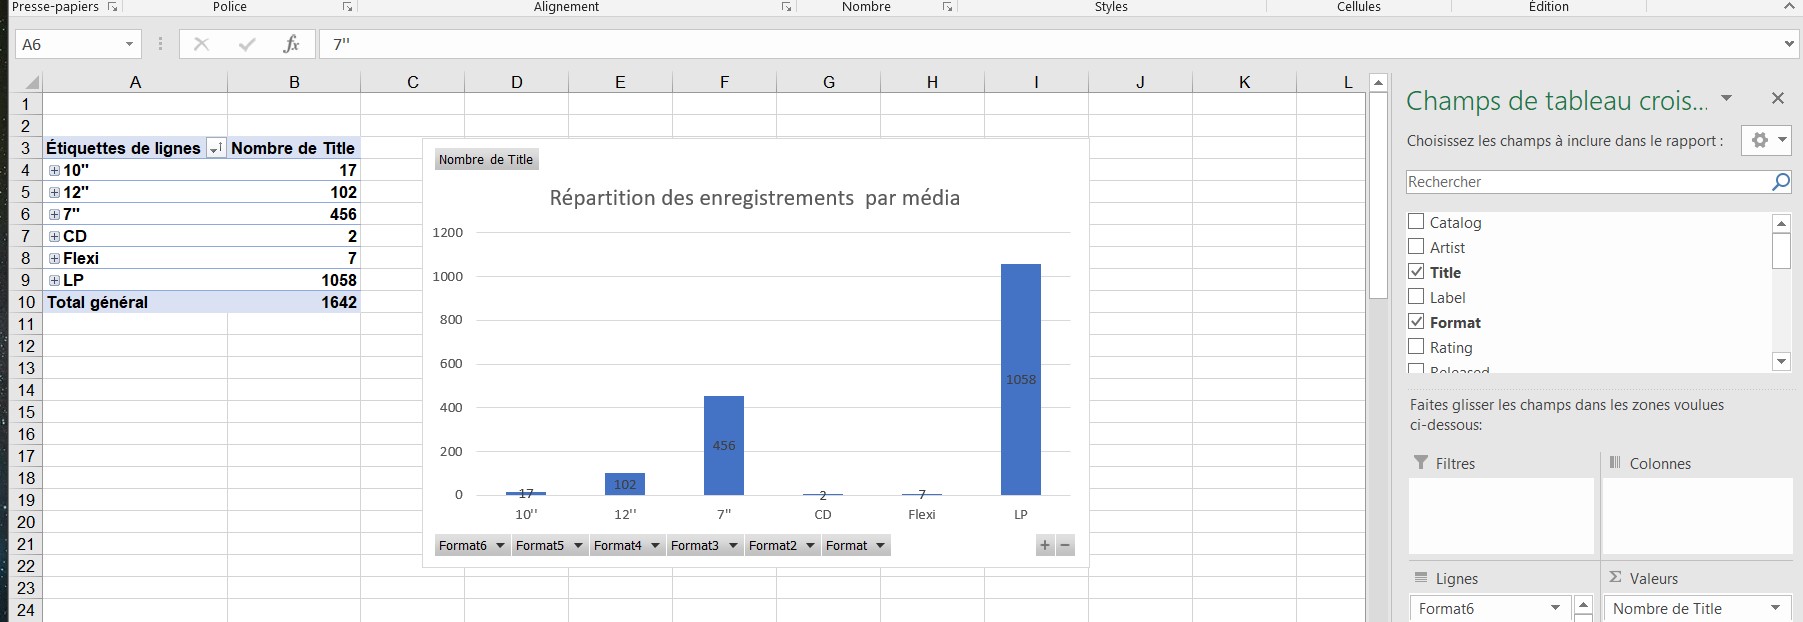 Presse-papiers Police Alignement Nombre Styles Cellules Édition
A6 fx 7''
A B C D E F G H I J K L
1
2
3 Étiquettes de lignes Nombre de Title
4 10'' 17
5 12'' 102
6 7'' 456
7 CD 2
8 Flexi 7
9 LP 1058
10 Total général 1642
11
12
13
14
15
16
17
18
19
20
21
22
23
24
Nombre de Title
Répartition des enregistrements par média
1200
1000
800
600
400
200
0
17 102 456 2 7 1058
10'' 12'' 7'' CD Flexi LP
Format6 Format5 Format4 Format3 Format2 Format + −
Champs de tableau crois...
Choisissez les champs à inclure dans le rapport :
Rechercher
Catalog
Artist
Title
Label
Format
Rating
Released
Faites glisser les champs dans les zones voulues
ci-dessous:
Filtres Colonnes
Lignes Σ Valeurs
Format6 Nombre de Title